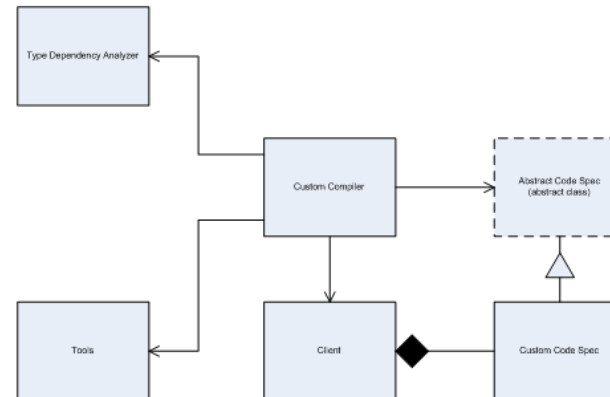 Type Dependency Analyzer
Custom Compiler
Abstract Code Spec
(abstract class)
Tools
Client
Custom Code Spec